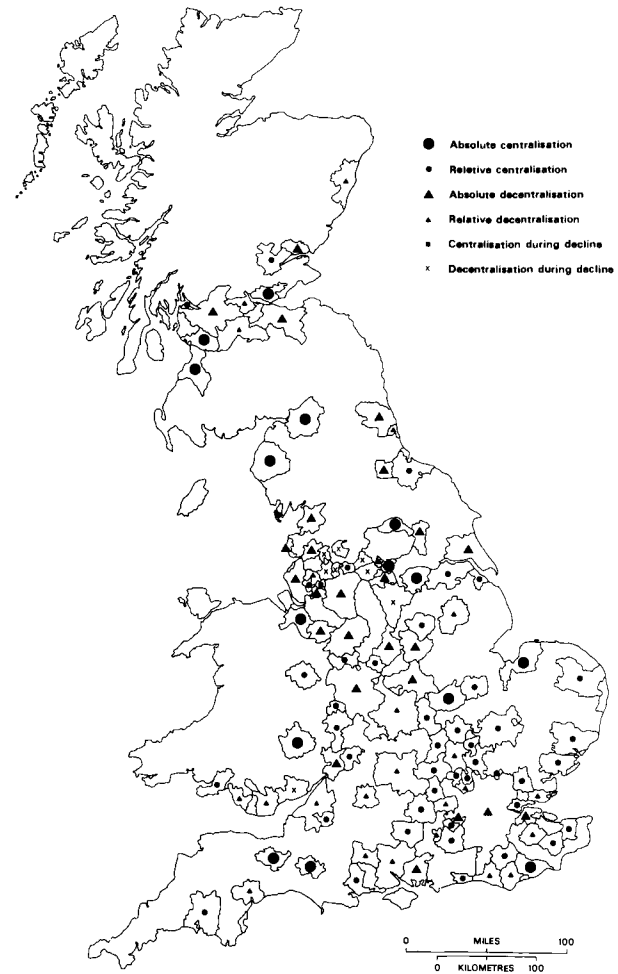 Absolute centralisation
Relative centralisation
Absolute decentralisation
Relative decentralisation
Centralisation during decline
Decentralisation during decline
0 MILES 100
0 KILOMETRES 100